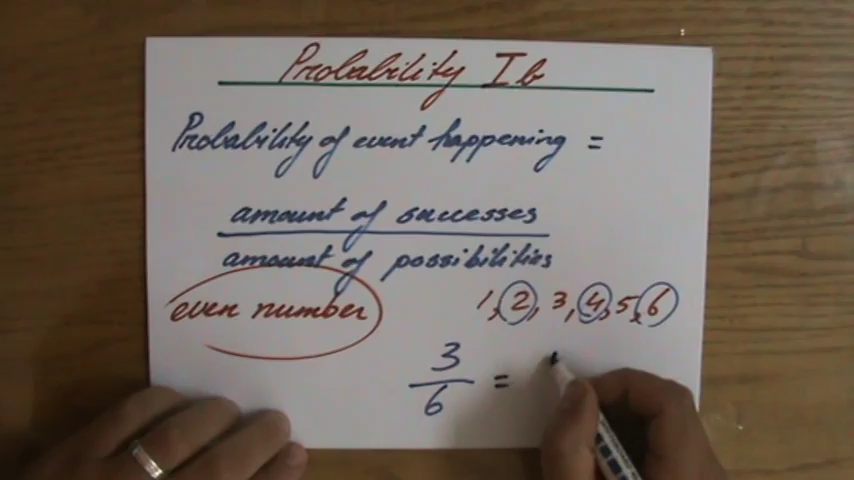 Probability Ib
Probability of event happening =
amount of successes
amount of possibilities
even number
1, 2, 3, 4, 5, 6
3
6
=